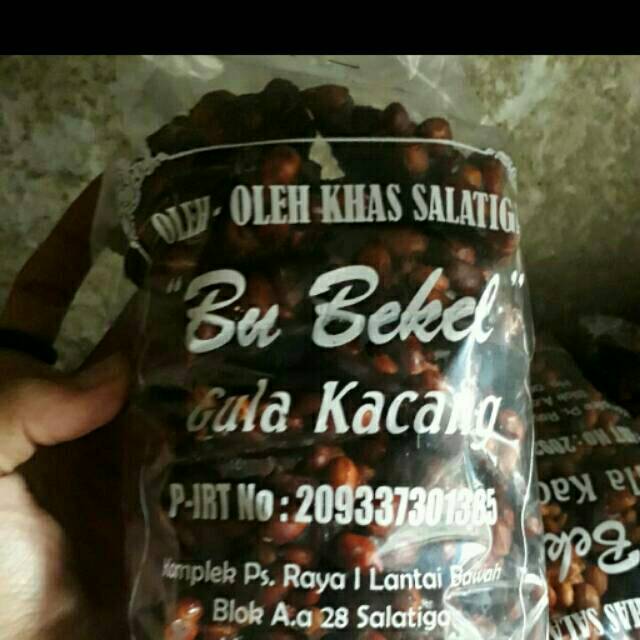 OLEH - OLEH KHAS SALATIGA
"Bu Bekel"
Gula Kacang
P-IRT No : 209337301385
Komplek Ps. Raya I Lantai Bawah
Blok A.a 28 Salatiga